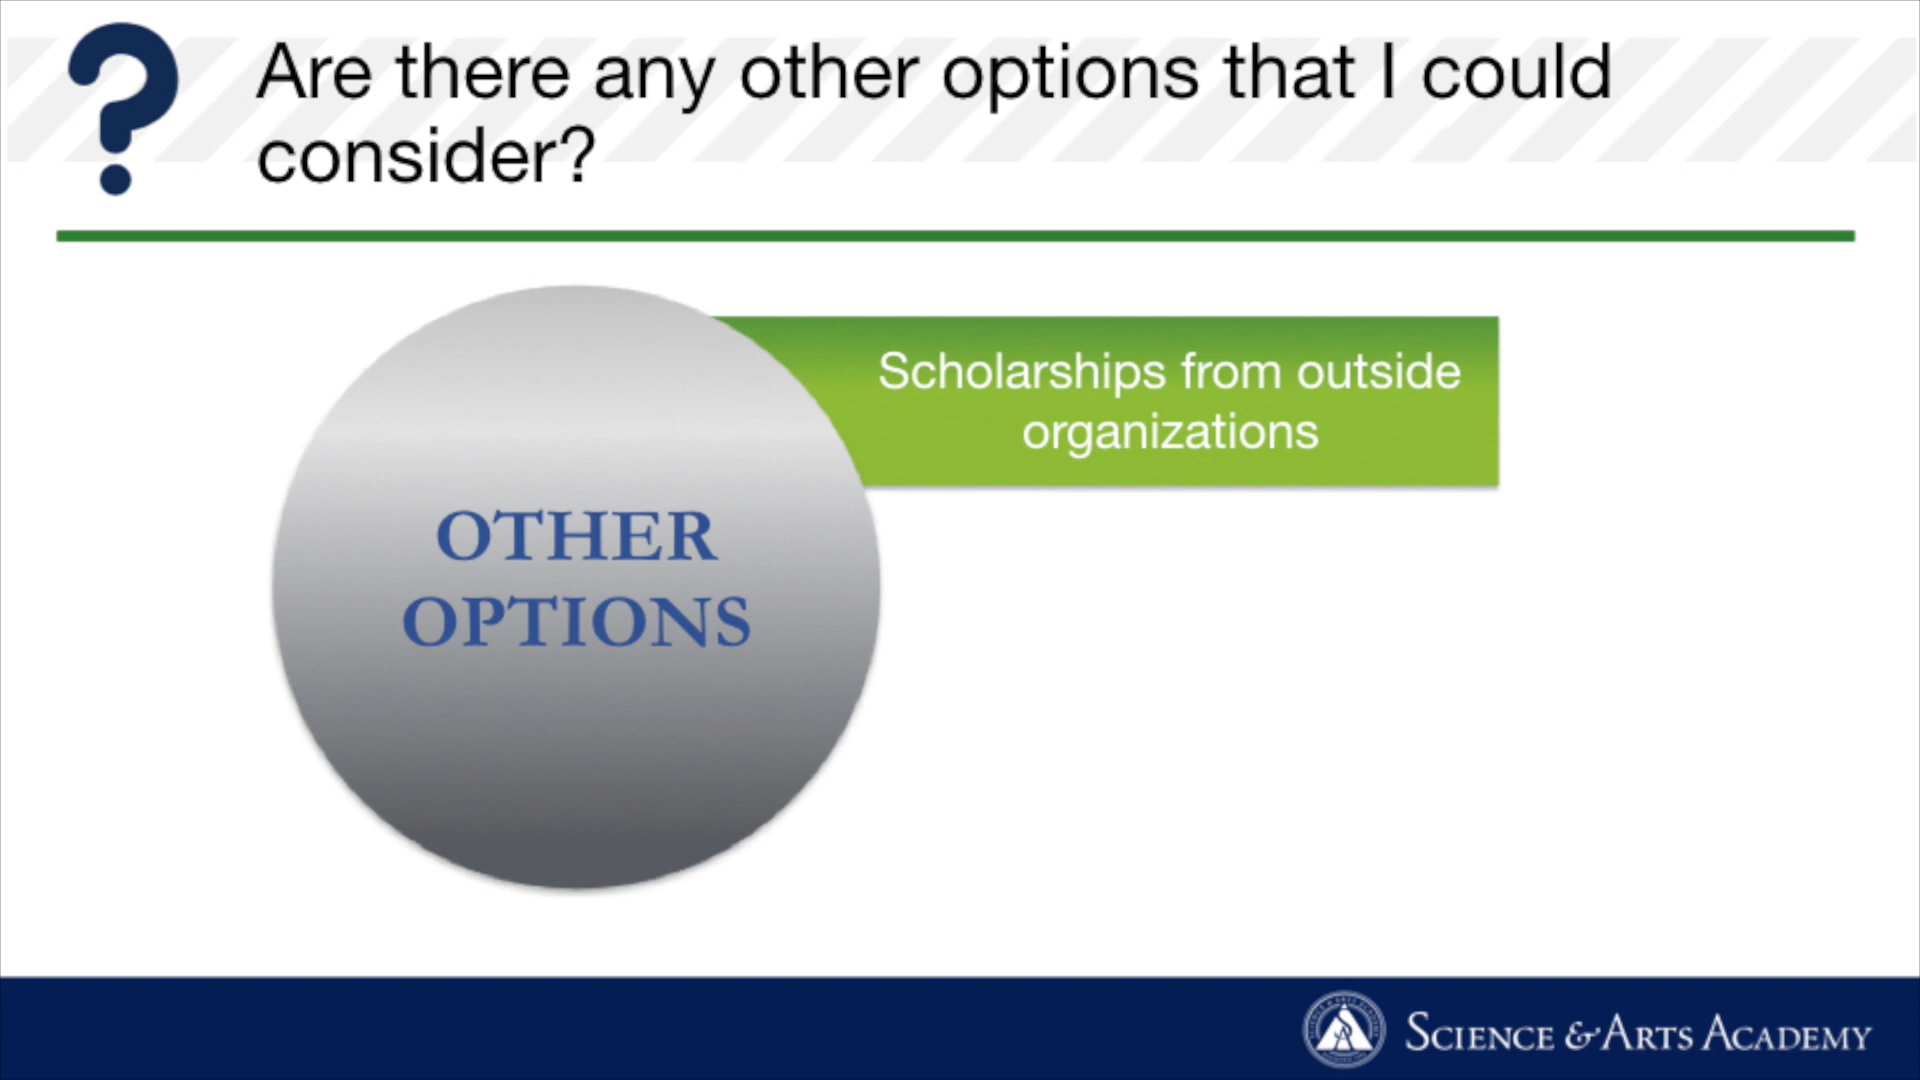 Are there any other options that I could
consider?
Scholarships from outside
organizations
OTHER
OPTIONS
SCIENCE & ARTS ACADEMY